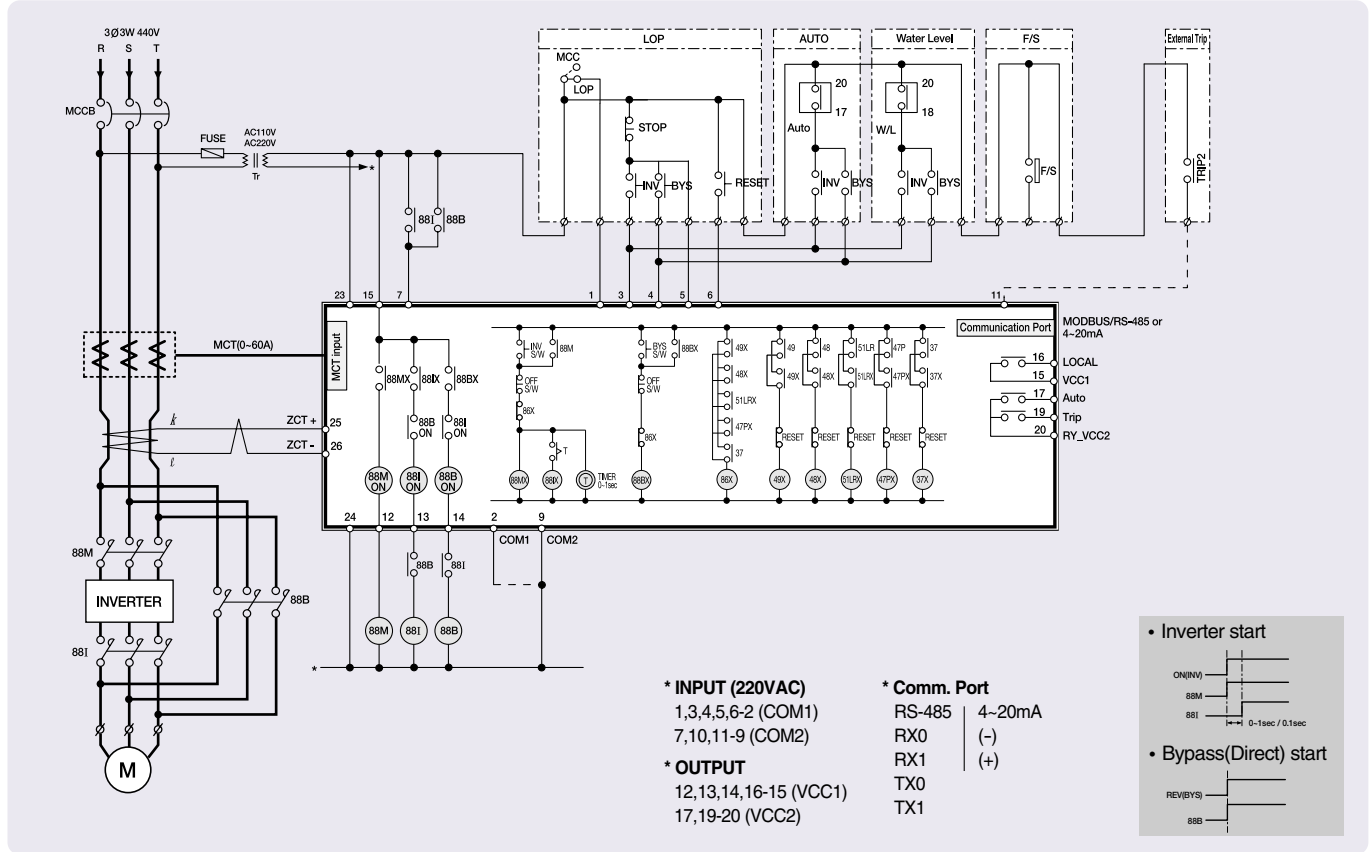 3Ø3W 440V
R S T
MCCB
FUSE
AC110V
AC220V
Tr
*
88I
88B
LOP
MCC
LOP
STOP
INV
BYS
RESET
AUTO
20
17
Auto
INV
BYS
Water Level
20
18
W/L
INV
BYS
F/S
F/S
External Trip
TRIP2
23 15 7 1 3 4 5 6 11
MCT(0~60A)
MCT input
Communication Port
MODBUS/RS-485 or
4~20mA
16 LOCAL
15 VCC1
17 Auto
19 Trip
20 RY_VCC2
k
l
ZCT + 25
ZCT - 26
88MX
88IX
88BX
88B
ON
88I
ON
88M
ON
88I
ON
88B
ON
INV
S/W
88M
OFF
S/W
86X
T
88MX
88IX
T
TIMER
0~1sec
BYS
S/W
88BX
OFF
S/W
86X
88BX
49X
48X
51LRX
47PX
37
86X
49
49X
RESET
49X
48
48X
RESET
48X
51LR
51LRX
RESET
51LRX
47P
47PX
RESET
47PX
37
37X
RESET
37X
24 12 13 14 2 9
COM1
COM2
88B
88I
88M
88I
88B
*
88M
INVERTER
88B
88I
M
* INPUT (220VAC)
1,3,4,5,6-2 (COM1)
7,10,11-9 (COM2)
* OUTPUT
12,13,14,16-15 (VCC1)
17,19-20 (VCC2)
* Comm. Port
RS-485 4~20mA
RX0 (-)
RX1 (+)
TX0
TX1
• Inverter start
ON(INV)
88M
88I
0~1sec / 0.1sec
• Bypass(Direct) start
REV(BYS)
88B